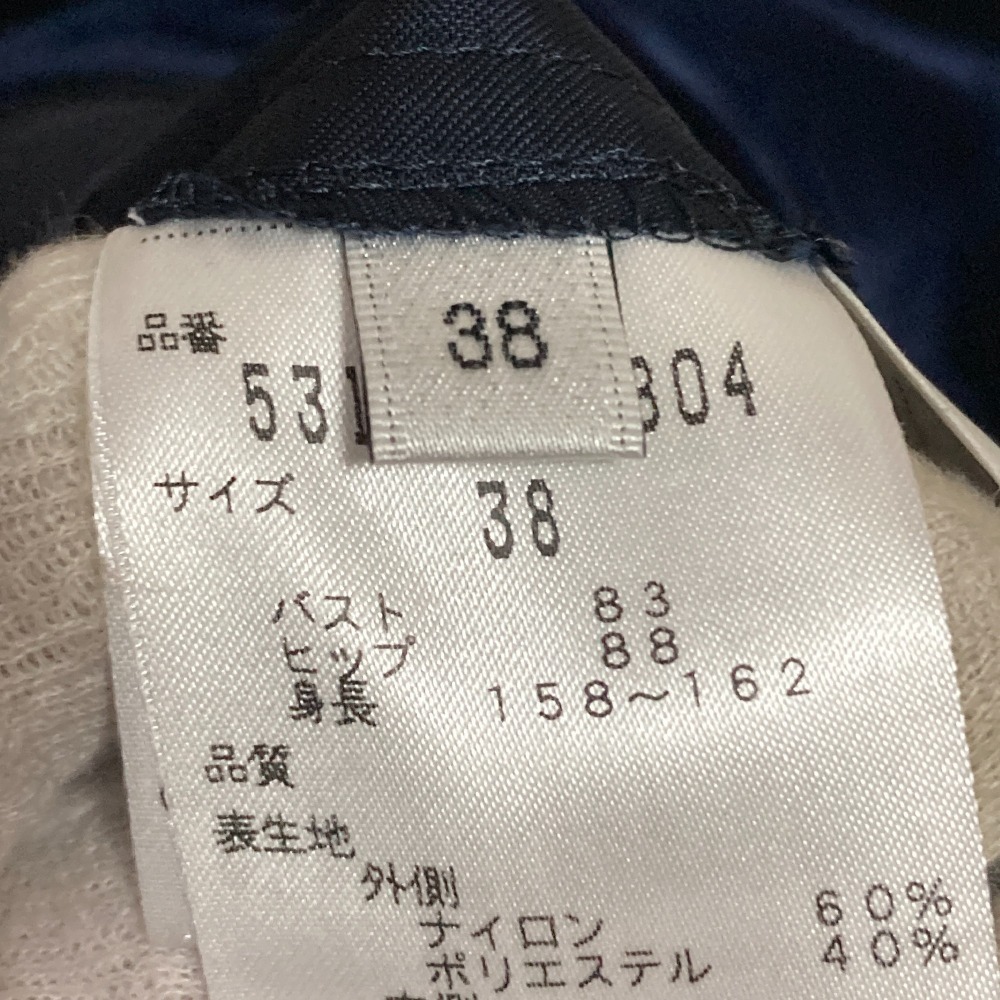 38
品番
531 304
サイズ 38
バスト 83
ヒップ 88
身長 158〜162
品質
表生地
外側
ナイロン 60%
ポリエステル 40%